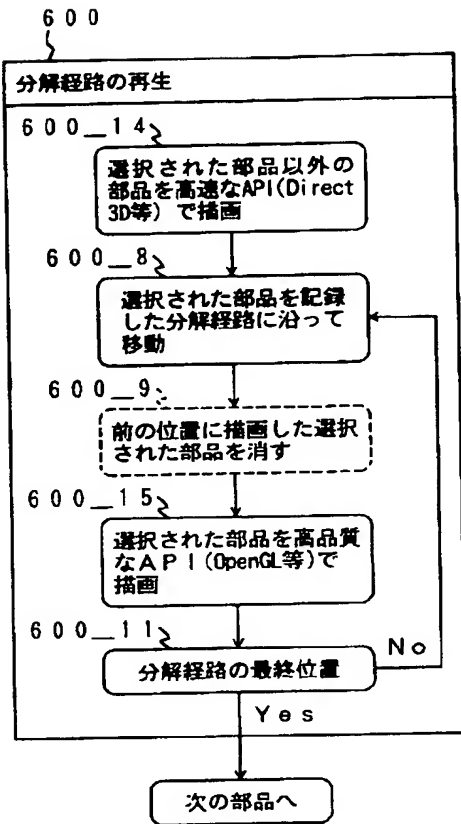 600
分解経路の再生
600_14
選択された部品以外の
部品を高速なAPI(Direct
3D等)で描画
600_8
選択された部品を記録
した分解経路に沿って
移動
600_9
前の位置に描画した選択
された部品を消す
600_15
選択された部品を高品質
なAPI(OpenGL等)で
描画
600_11
分解経路の最終位置
No
Yes
次の部品へ